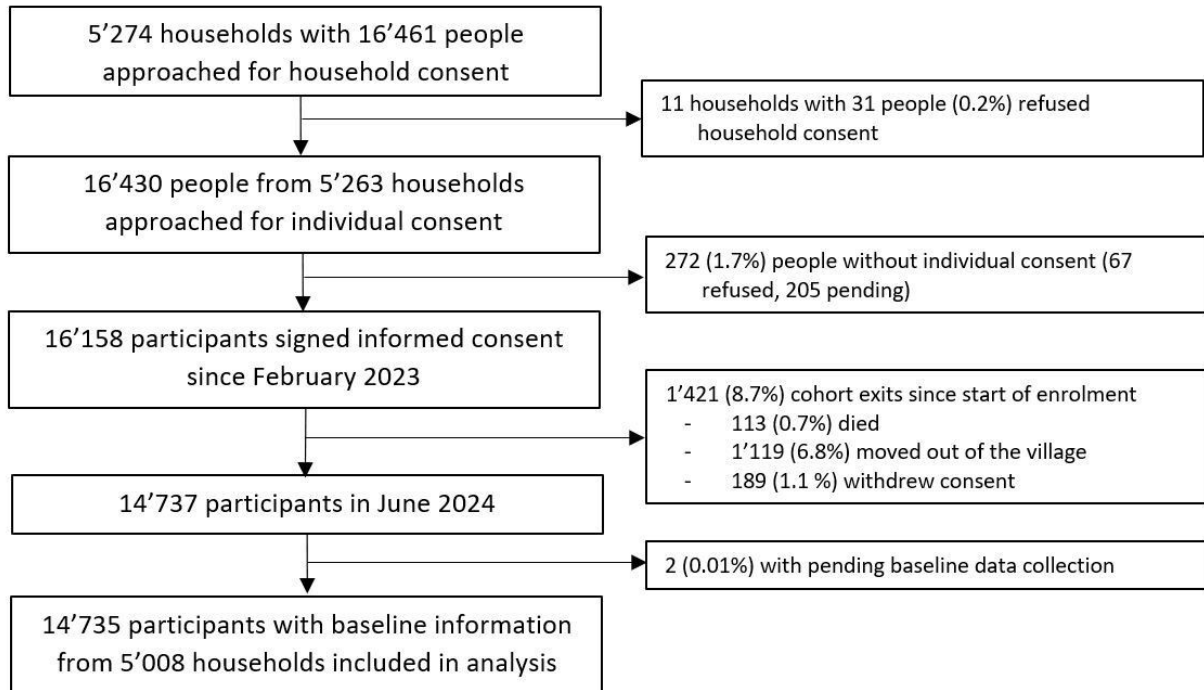 5’274 households with 16’461 people
approached for household consent
11 households with 31 people (0.2%) refused
household consent
16’430 people from 5’263 households
approached for individual consent
272 (1.7%) people without individual consent (67
refused, 205 pending)
16’158 participants signed informed consent
since February 2023
1’421 (8.7%) cohort exits since start of enrolment
- 113 (0.7%) died
- 1’119 (6.8%) moved out of the village
- 189 (1.1 %) withdrew consent
14’737 participants in June 2024
2 (0.01%) with pending baseline data collection
14’735 participants with baseline information
from 5’008 households included in analysis